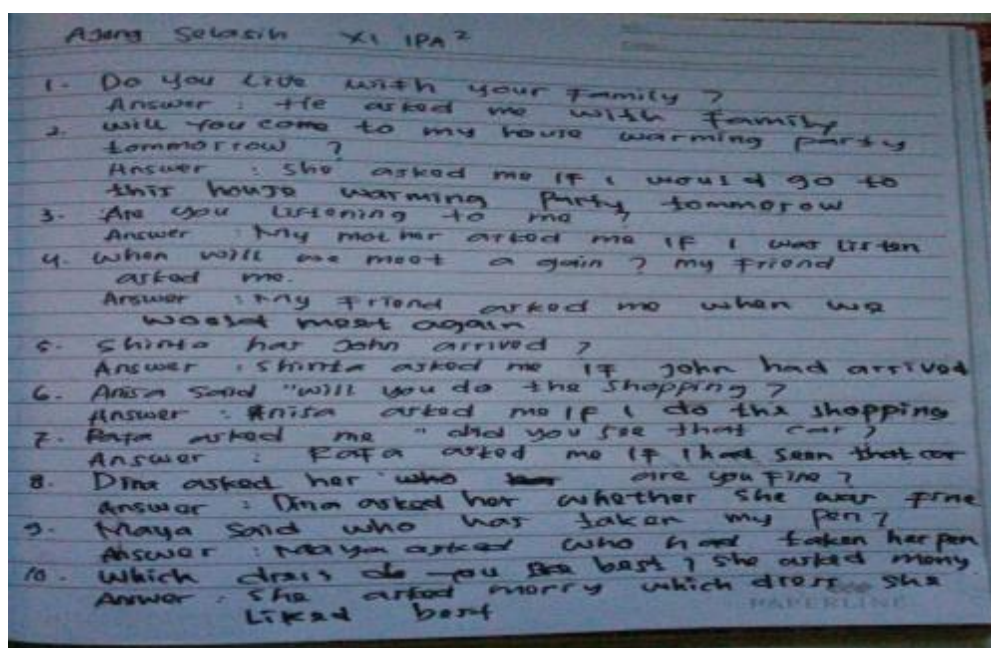 Ajeng Selasih XI IPA 2
1. Do you live with your family ?
Answer : He asked me with family
2. will you come to my house warming party
tommorrow ?
Answer : she asked me if i would go to
this house warming party tommorow
3. Are you listening to me ?
Answer : My mother asked me if I was listen
4. When will we meet a gain ? my friend
asked me.
Answer : My friend asked me when we
would meet again
5. Shinta has John arrived ?
Answer : Shinta asked me if john had arrived
6. Anisa Said "will you do the shopping ?
Answer : Anisa asked me if i do the shopping
7. Rafa asked me " did you see that car ?
Answer : Rafa asked me if i had seen that car
8. Dina asked her who are you fine ?
Answer : Dina asked her whether she was fine
9. Maya said who has taken my pen ?
Answer : Maya asked who had taken her pen
10. Which dress do you like best ? she asked
Answer : She asked merry which dress she
Liked best
PAPERLINE